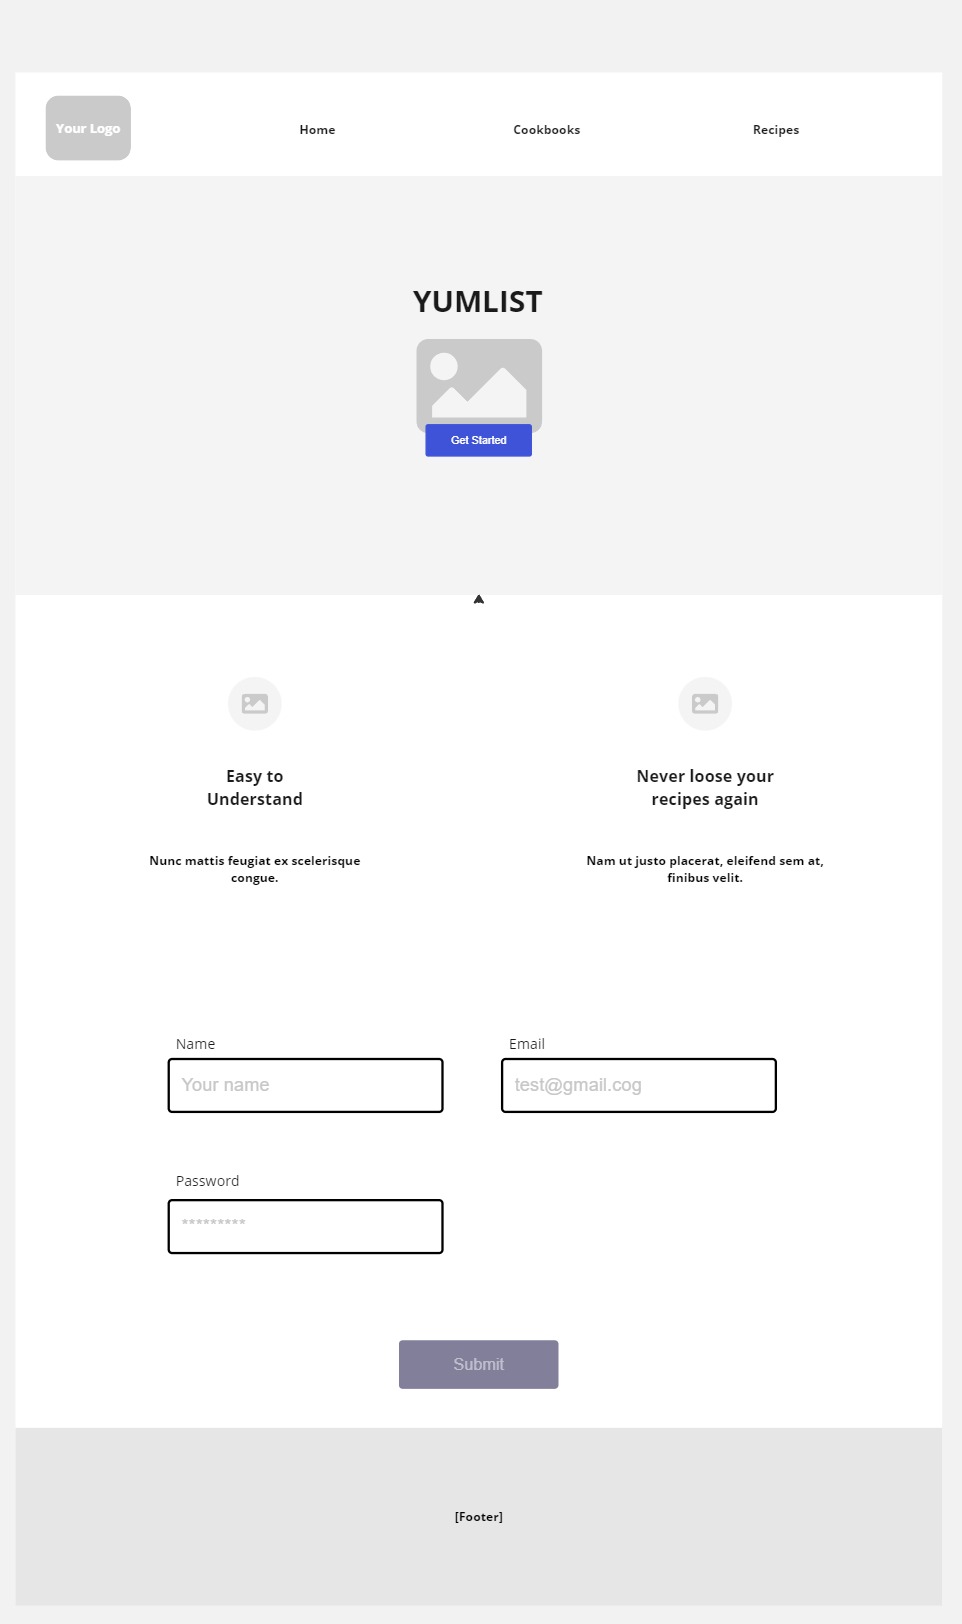 Your Logo
Home
Cookbooks
Recipes
YUMLIST
Get Started
Easy to
Understand
Never loose your
recipes again
Nunc mattis feugiat ex scelerisque
congue.
Nam ut justo placerat, eleifend sem at,
finibus velit.
Name
Email
Your name
test@gmail.cog
Password
*********
Submit
[Footer]